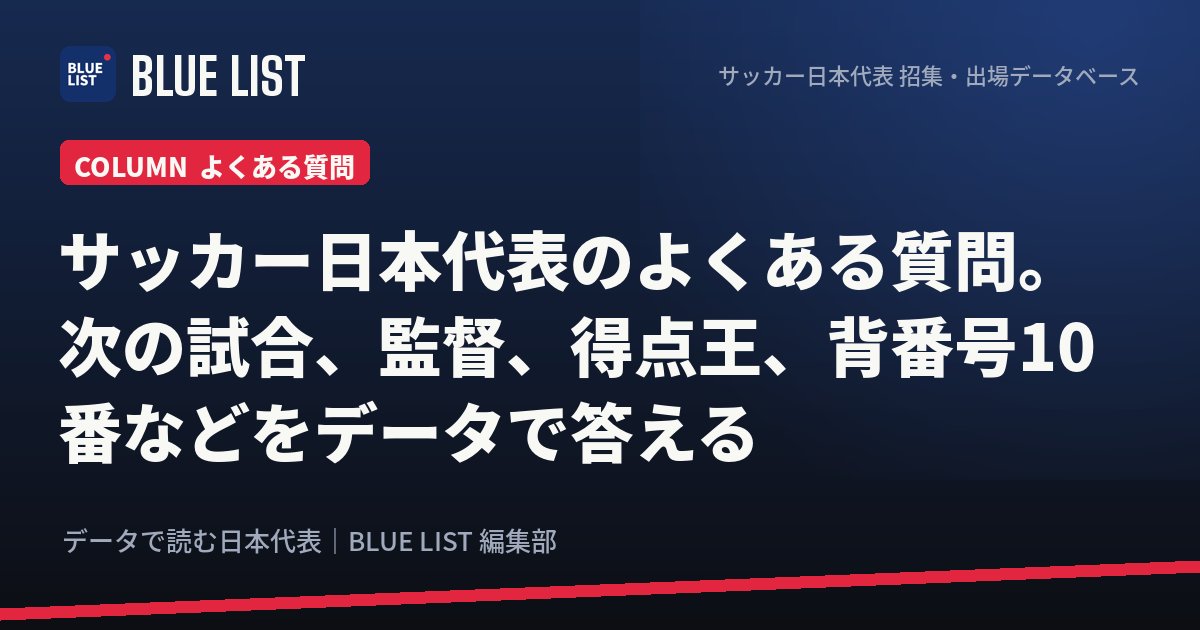 BLUE
LIST
BLUE LIST
サッカー日本代表 招集・出場データベース
COLUMN よくある質問
サッカー日本代表のよくある質問。
次の試合、監督、得点王、背番号10
番などをデータで答える
データで読む日本代表｜BLUE LIST 編集部